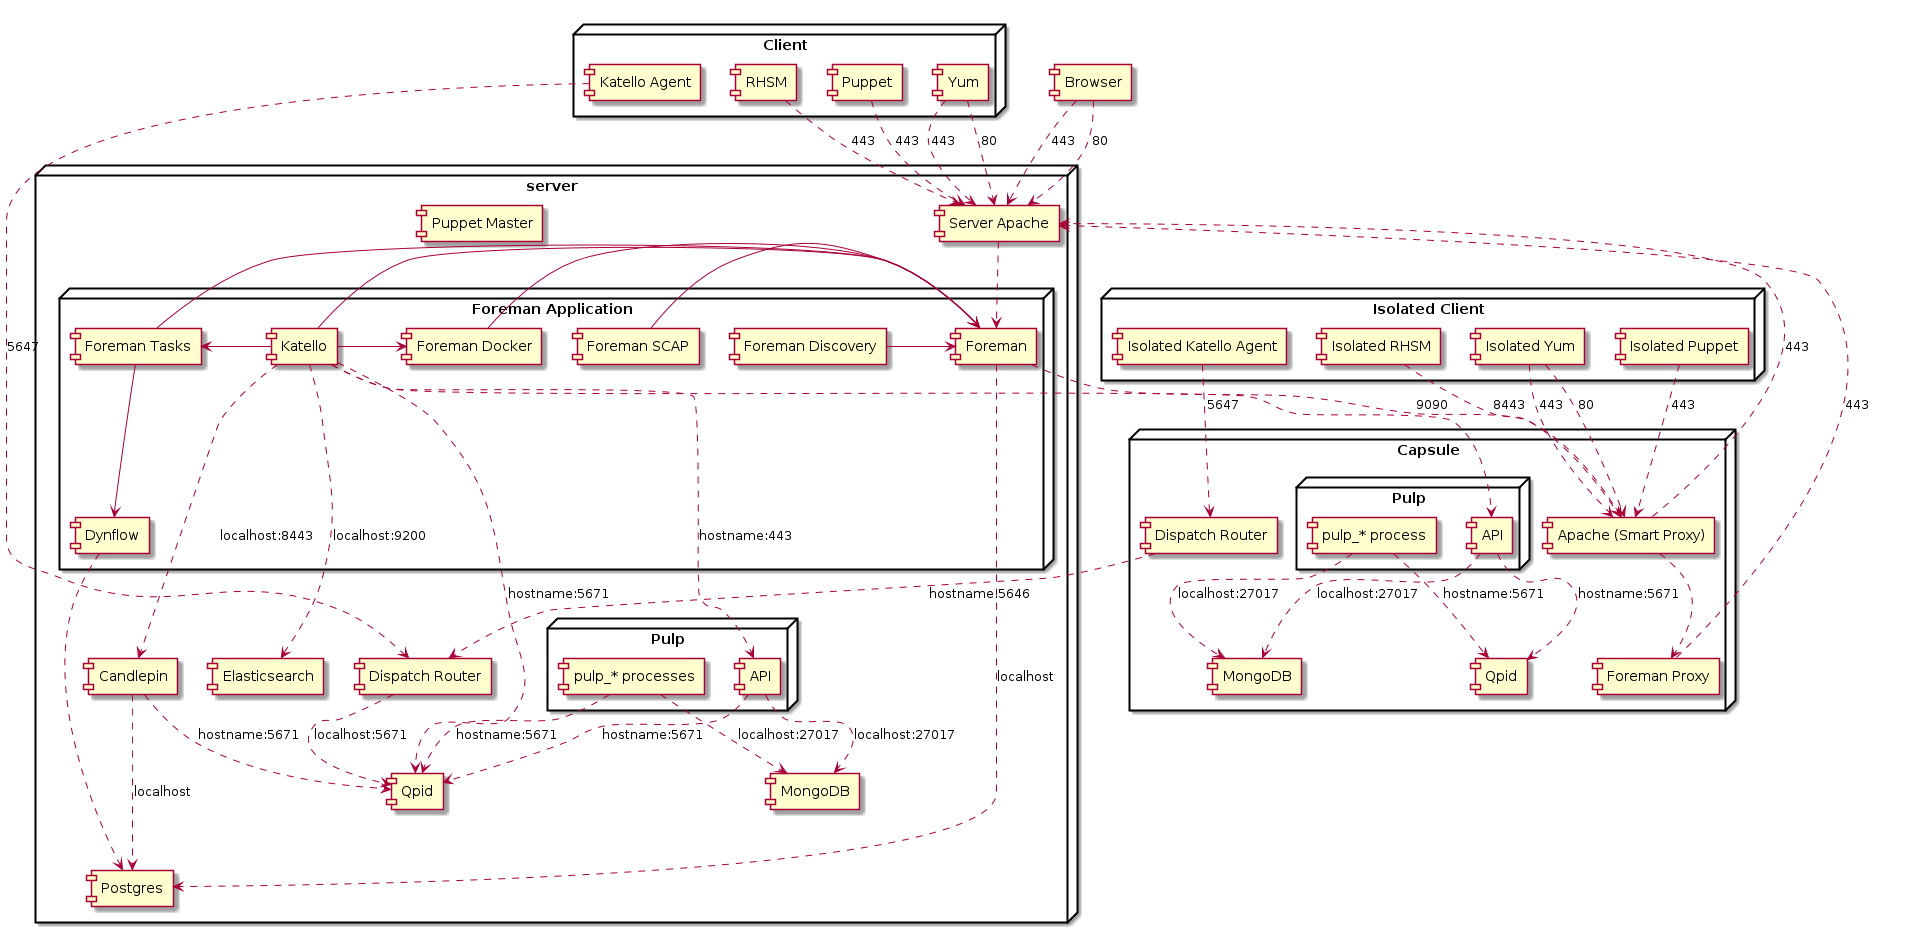 Client
Katello Agent
RHSM
Puppet
Yum
Browser
443
443
443
80
443
80
server
Puppet Master
Server Apache
Foreman Application
Isolated Client
Foreman Tasks
Katello
Foreman Docker
Foreman SCAP
Foreman Discovery
Foreman
Isolated Katello Agent
Isolated RHSM
Isolated Yum
Isolated Puppet
5647
443
5647
9090
8443
443
80
443
443
Capsule
Pulp
Dynflow
localhost:8443
localhost:9200
hostname:443
Dispatch Router
pulp_* process
API
Apache (Smart Proxy)
hostname:5671
hostname:5646
localhost:27017
localhost:27017
hostname:5671
hostname:5671
Pulp
Candlepin
Elasticsearch
Dispatch Router
pulp_* processes
API
localhost
MongoDB
Qpid
Foreman Proxy
hostname:5671
localhost:5671
hostname:5671
hostname:5671
localhost:27017
localhost:27017
localhost
Qpid
MongoDB
Postgres